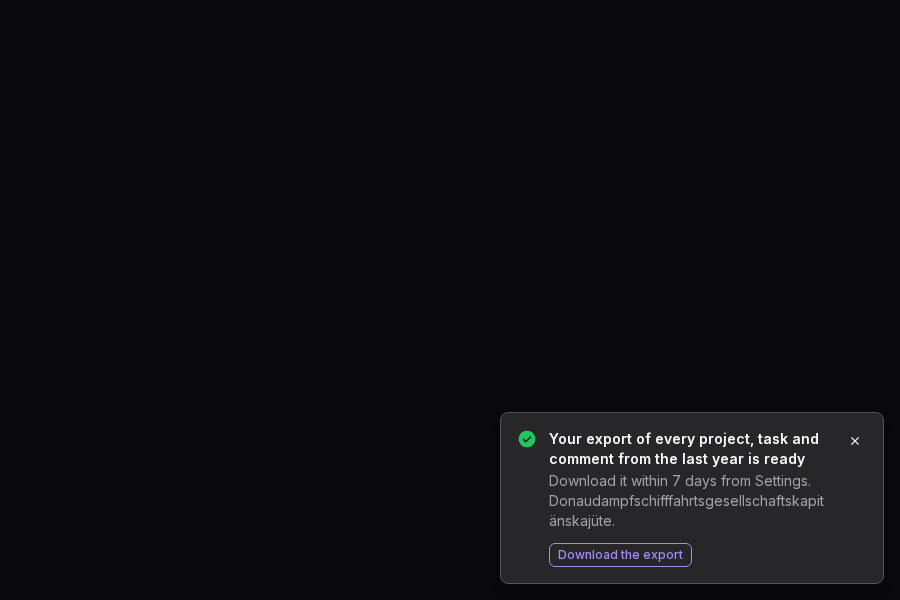 Your export of every project, task and
comment from the last year is ready
Download it within 7 days from Settings.
Donaudampfschifffahrtsgesellschaftskapit
änskajüte.
Download the export